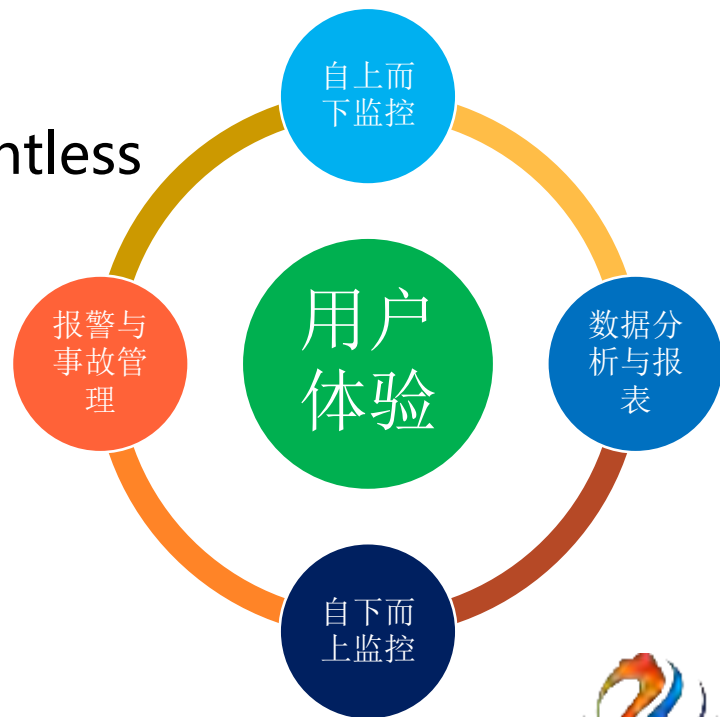 自上而
下监控
ntless
报警与
事故管
理
用户
体验
数据分
析与报
表
自下而
上监控